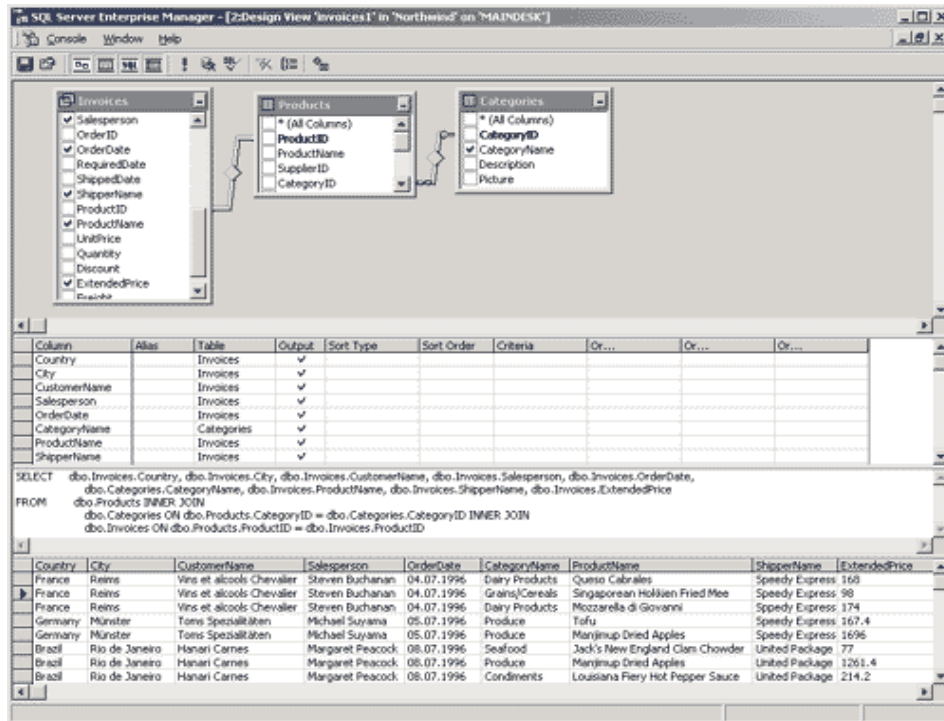 SQL Server Enterprise Manager - [2:Design View 'invoices1' in 'Northwind' on 'MAINDESK']
Console Window Help
Invoices
Salesperson
OrderID
OrderDate
RequiredDate
ShippedDate
ShipperName
ProductID
ProductName
UnitPrice
Quantity
Discount
ExtendedPrice
Freight
Products
* (All Columns)
ProductID
ProductName
SupplierID
CategoryID
Categories
* (All Columns)
CategoryID
CategoryName
Description
Picture
Column Alias Table Output Sort Type Sort Order Criteria Or... Or... Or...
Country Invoices
City Invoices
CustomerName Invoices
Salesperson Invoices
OrderDate Invoices
CategoryName Categories
ProductName Invoices
ShipperName Invoices
SELECT dbo.Invoices.Country, dbo.Invoices.City, dbo.Invoices.CustomerName, dbo.Invoices.Salesperson, dbo.Invoices.OrderDate,
dbo.Categories.CategoryName, dbo.Invoices.ProductName, dbo.Invoices.ShipperName, dbo.Invoices.ExtendedPrice
FROM dbo.Products INNER JOIN
dbo.Categories ON dbo.Products.CategoryID = dbo.Categories.CategoryID INNER JOIN
dbo.Invoices ON dbo.Products.ProductID = dbo.Invoices.ProductID
Country City CustomerName Salesperson OrderDate CategoryName ProductName ShipperName ExtendedPrice
France Reims Vins et alcools Chevalier Steven Buchanan 04.07.1996 Dairy Products Queso Cabrales Speedy Express 168
France Reims Vins et alcools Chevalier Steven Buchanan 04.07.1996 Grains/Cereals Singaporean Hokkien Fried Mee Speedy Express 98
France Reims Vins et alcools Chevalier Steven Buchanan 04.07.1996 Dairy Products Mozzarella di Giovanni Speedy Express 174
Germany Münster Toms Spezialitäten Michael Suyama 05.07.1996 Produce Tofu Speedy Express 167.4
Germany Münster Toms Spezialitäten Michael Suyama 05.07.1996 Produce Manjimup Dried Apples Speedy Express 1696
Brazil Rio de Janeiro Hanari Carnes Margaret Peacock 08.07.1996 Seafood Jack's New England Clam Chowder United Package 77
Brazil Rio de Janeiro Hanari Carnes Margaret Peacock 08.07.1996 Produce Manjimup Dried Apples United Package 1261.4
Brazil Rio de Janeiro Hanari Carnes Margaret Peacock 08.07.1996 Condiments Louisiana Fiery Hot Pepper Sauce United Package 214.2